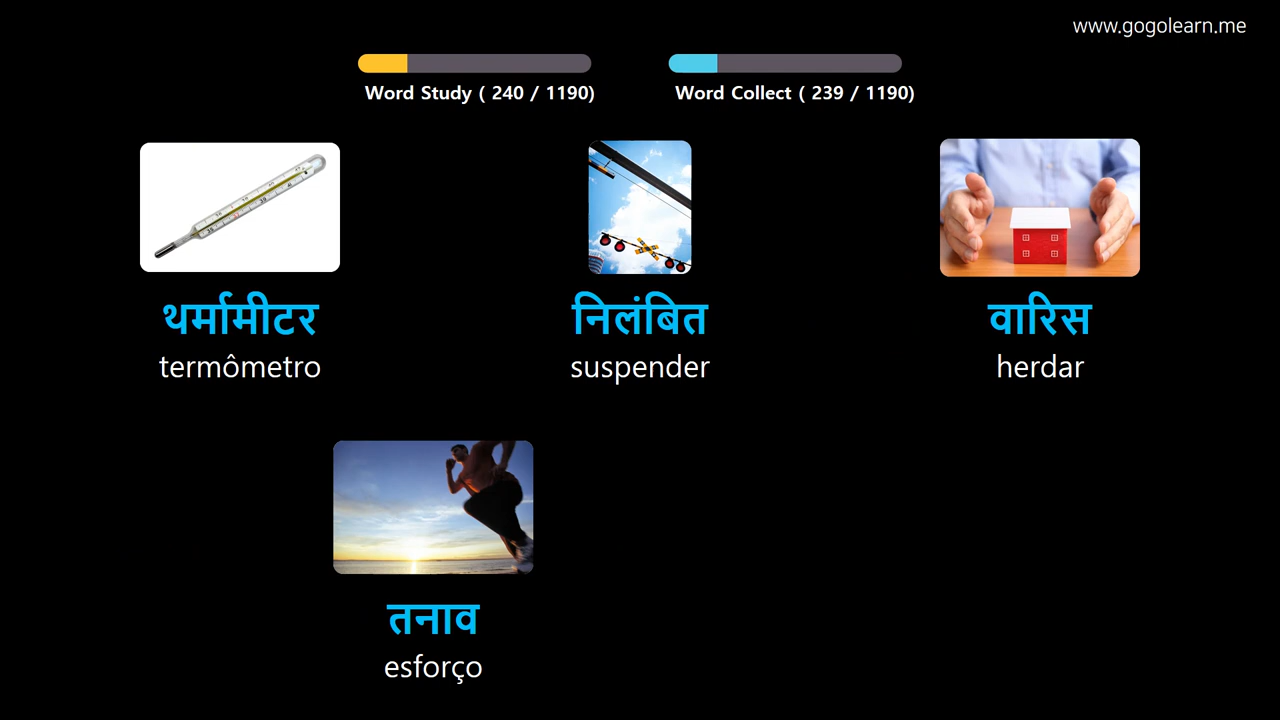 www.gogolearn.me
Word Study ( 240 / 1190)
Word Collect ( 239 / 1190)
थर्मामीटर
termômetro
निलंबित
suspender
वारिस
herdar
तनाव
esforço